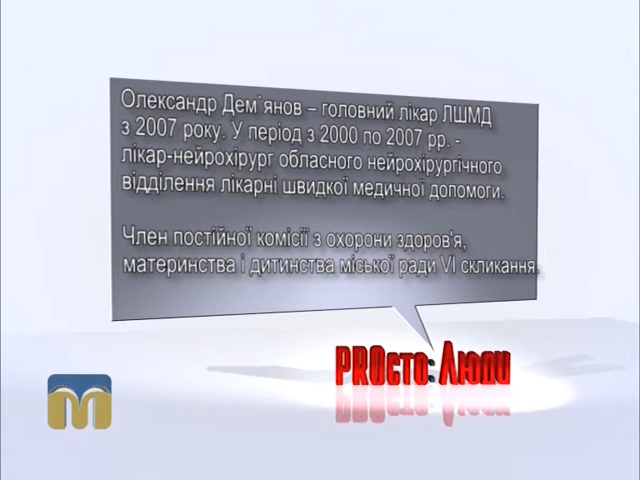 Олександр Дем`янов – головний лікар ЛШМД
з 2007 року. У період з 2000 по 2007 рр. -
лікар-нейрохірург обласного нейрохірургічного
відділення лікарні швидкої медичної допомоги.
Член постійної комісії з охорони здоров'я,
материнства і дитинства міської ради VI скликання.
PROсто: Люди